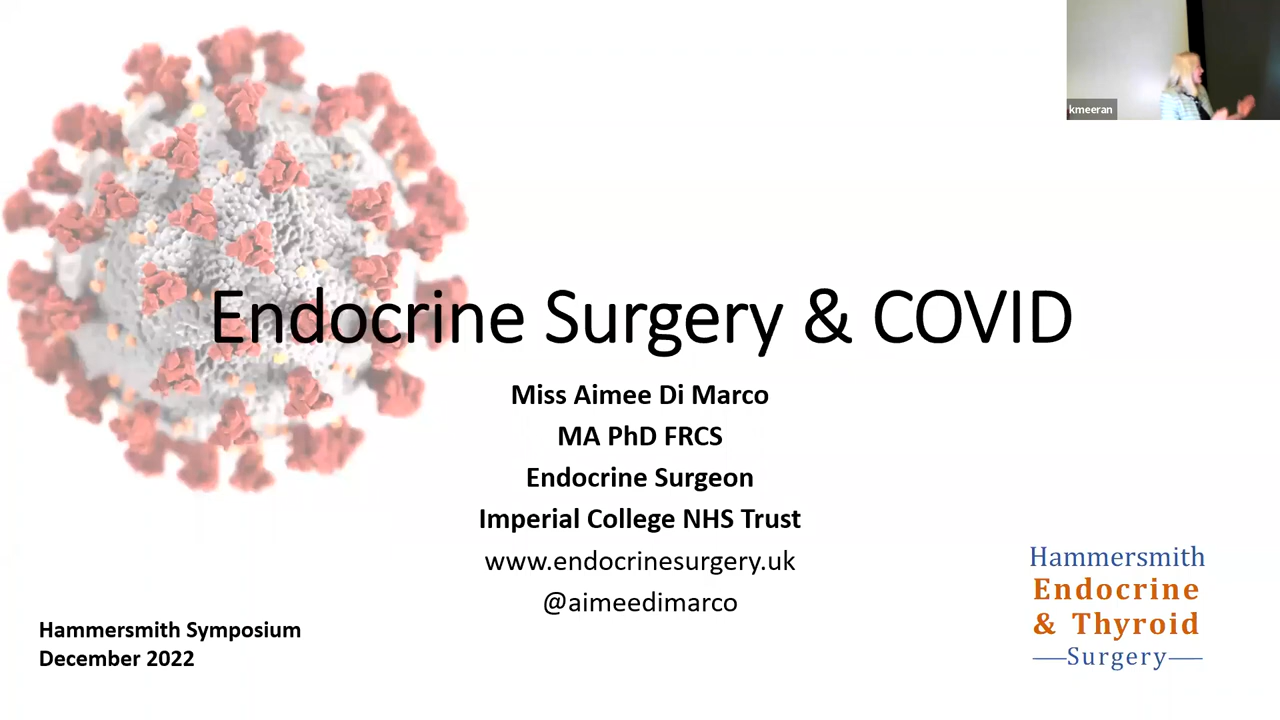 kmeeran
Endocrine Surgery & COVID
Miss Aimee Di Marco
MA PhD FRCS
Endocrine Surgeon
Imperial College NHS Trust
www.endocrinesurgery.uk
@aimeedimarco
Hammersmith Symposium
December 2022
Hammersmith
Endocrine
& Thyroid
Surgery